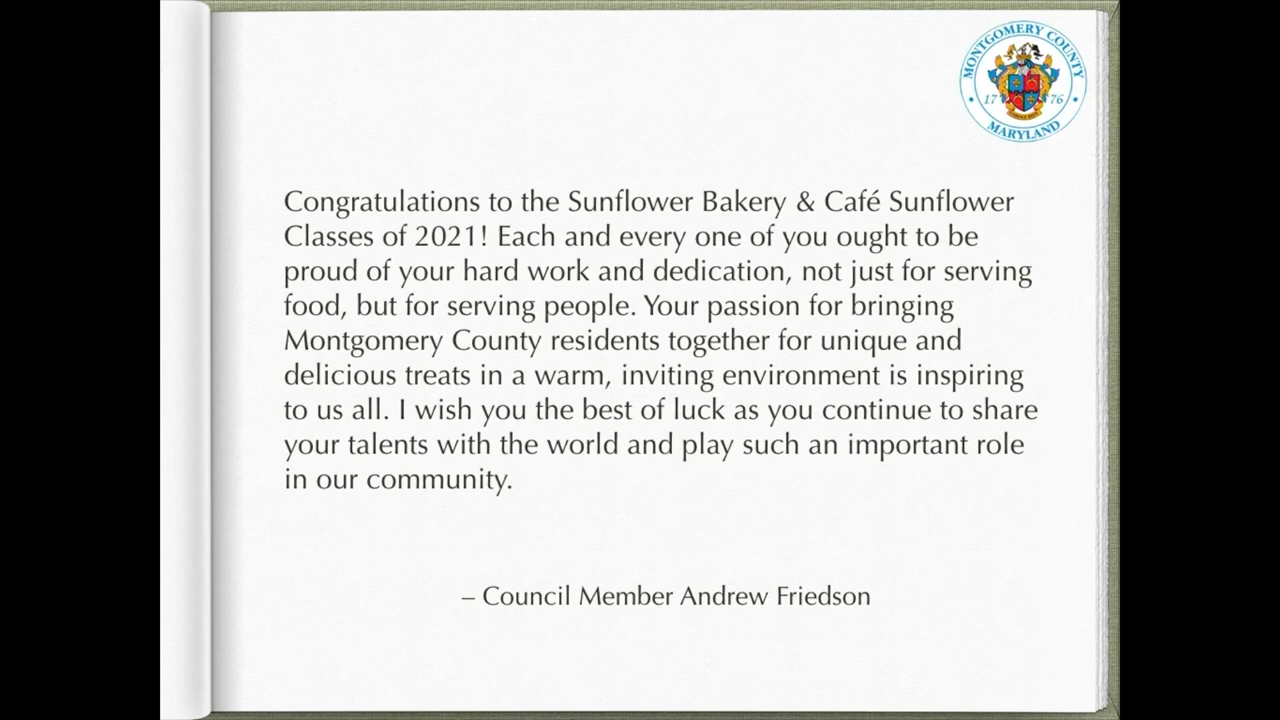 MONTGOMERY COUNTY
17 76
MARYLAND
Congratulations to the Sunflower Bakery & Café Sunflower
Classes of 2021! Each and every one of you ought to be
proud of your hard work and dedication, not just for serving
food, but for serving people. Your passion for bringing
Montgomery County residents together for unique and
delicious treats in a warm, inviting environment is inspiring
to us all. I wish you the best of luck as you continue to share
your talents with the world and play such an important role
in our community.
– Council Member Andrew Friedson